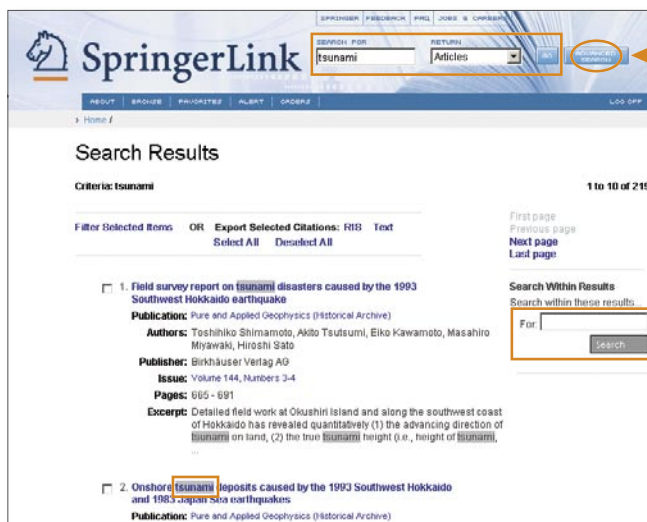 SPRINGER FEEDBACK FAQ JOBS & CAREERS
SpringerLink
SEARCH FOR
tsunami
RETURN
Articles
GO
ADVANCED SEARCH
ABOUT BROWSE FAVORITES ALERT ORDERS LOG OFF
› Home /
Search Results
Criteria: tsunami
1 to 10 of 219
Filter Selected Items OR Export Selected Citations: RIS Text
Select All Deselect All
First page
Previous page
Next page
Last page
1. Field survey report on tsunami disasters caused by the 1993
Southwest Hokkaido earthquake
Publication: Pure and Applied Geophysics (Historical Archive)
Authors: Toshihiko Shimamoto, Akito Tsutsumi, Eiko Kawamoto, Masahiro
Miyawaki, Hiroshi Sato
Publisher: Birkhäuser Verlag AG
Issue: Volume 144, Numbers 3-4
Pages: 665 - 691
Excerpt: Detailed field work at Okushiri Island and along the southwest coast
of Hokkaido has revealed quantitatively (1) the advancing direction of
tsunami on land, (2) the true tsunami height (i.e., height of tsunami,
...
Search Within Results
Search within these results...
For:
Search
2. Onshore tsunami deposits caused by the 1993 Southwest Hokkaido
and 1983 Japan Sea earthquakes
Publication: Pure and Applied Geophysics (Historical Archive)